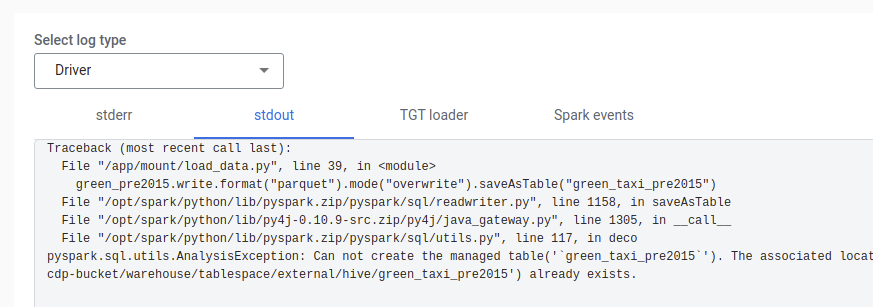 Select log type
Driver
stderr stdout TGT loader Spark events
Traceback (most recent call last):
File "/app/mount/load_data.py", line 39, in <module>
green_pre2015.write.format("parquet").mode("overwrite").saveAsTable("green_taxi_pre2015")
File "/opt/spark/python/lib/pyspark.zip/pyspark/sql/readwriter.py", line 1158, in saveAsTable
File "/opt/spark/python/lib/py4j-0.10.9-src.zip/py4j/java_gateway.py", line 1305, in __call__
File "/opt/spark/python/lib/pyspark.zip/pyspark/sql/utils.py", line 117, in deco
pyspark.sql.utils.AnalysisException: Can not create the managed table('`green_taxi_pre2015`'). The associated locat
cdp-bucket/warehouse/tablespace/external/hive/green_taxi_pre2015') already exists.